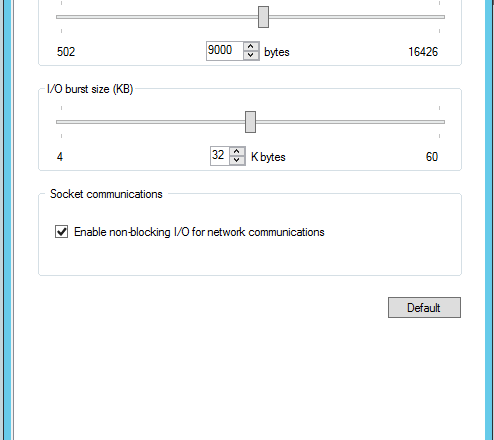 502 9000 bytes 16426
I/O burst size (KB)
4 32 K bytes 60
Socket communications
Enable non-blocking I/O for network communications
Default